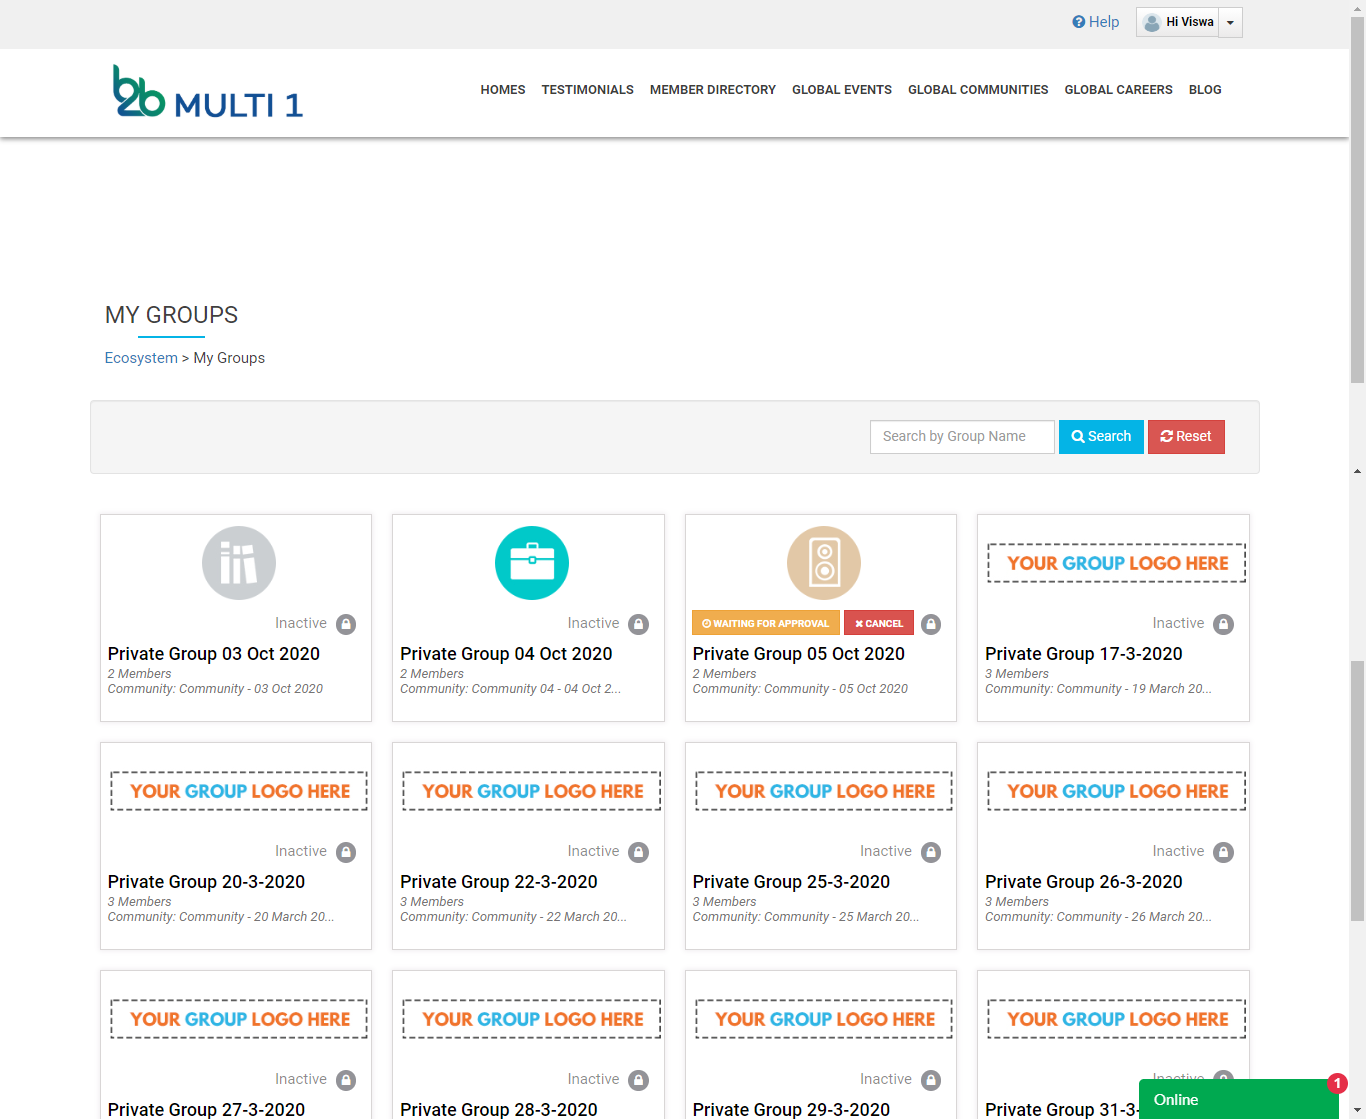 Help
Hi Viswa
b2b MULTI 1
HOMES TESTIMONIALS MEMBER DIRECTORY GLOBAL EVENTS GLOBAL COMMUNITIES GLOBAL CAREERS BLOG
MY GROUPS
Ecosystem > My Groups
Search by Group Name Search Reset
YOUR GROUP LOGO HERE
Inactive Inactive WAITING FOR APPROVAL CANCEL Inactive
Private Group 03 Oct 2020 Private Group 04 Oct 2020 Private Group 05 Oct 2020 Private Group 17-3-2020
2 Members 2 Members 2 Members 3 Members
Community: Community - 03 Oct 2020 Community: Community 04 - 04 Oct 2... Community: Community - 05 Oct 2020 Community: Community - 19 March 20...
YOUR GROUP LOGO HERE YOUR GROUP LOGO HERE YOUR GROUP LOGO HERE YOUR GROUP LOGO HERE
Inactive Inactive Inactive Inactive
Private Group 20-3-2020 Private Group 22-3-2020 Private Group 25-3-2020 Private Group 26-3-2020
3 Members 3 Members 3 Members 3 Members
Community: Community - 20 March 20... Community: Community - 22 March 20... Community: Community - 25 March 20... Community: Community - 26 March 20...
YOUR GROUP LOGO HERE YOUR GROUP LOGO HERE YOUR GROUP LOGO HERE YOUR GROUP LOGO HERE
Inactive Inactive Inactive Inactive
Private Group 27-3-2020 Private Group 28-3-2020 Private Group 29-3-2020 Private Group 31-3-
Online 1